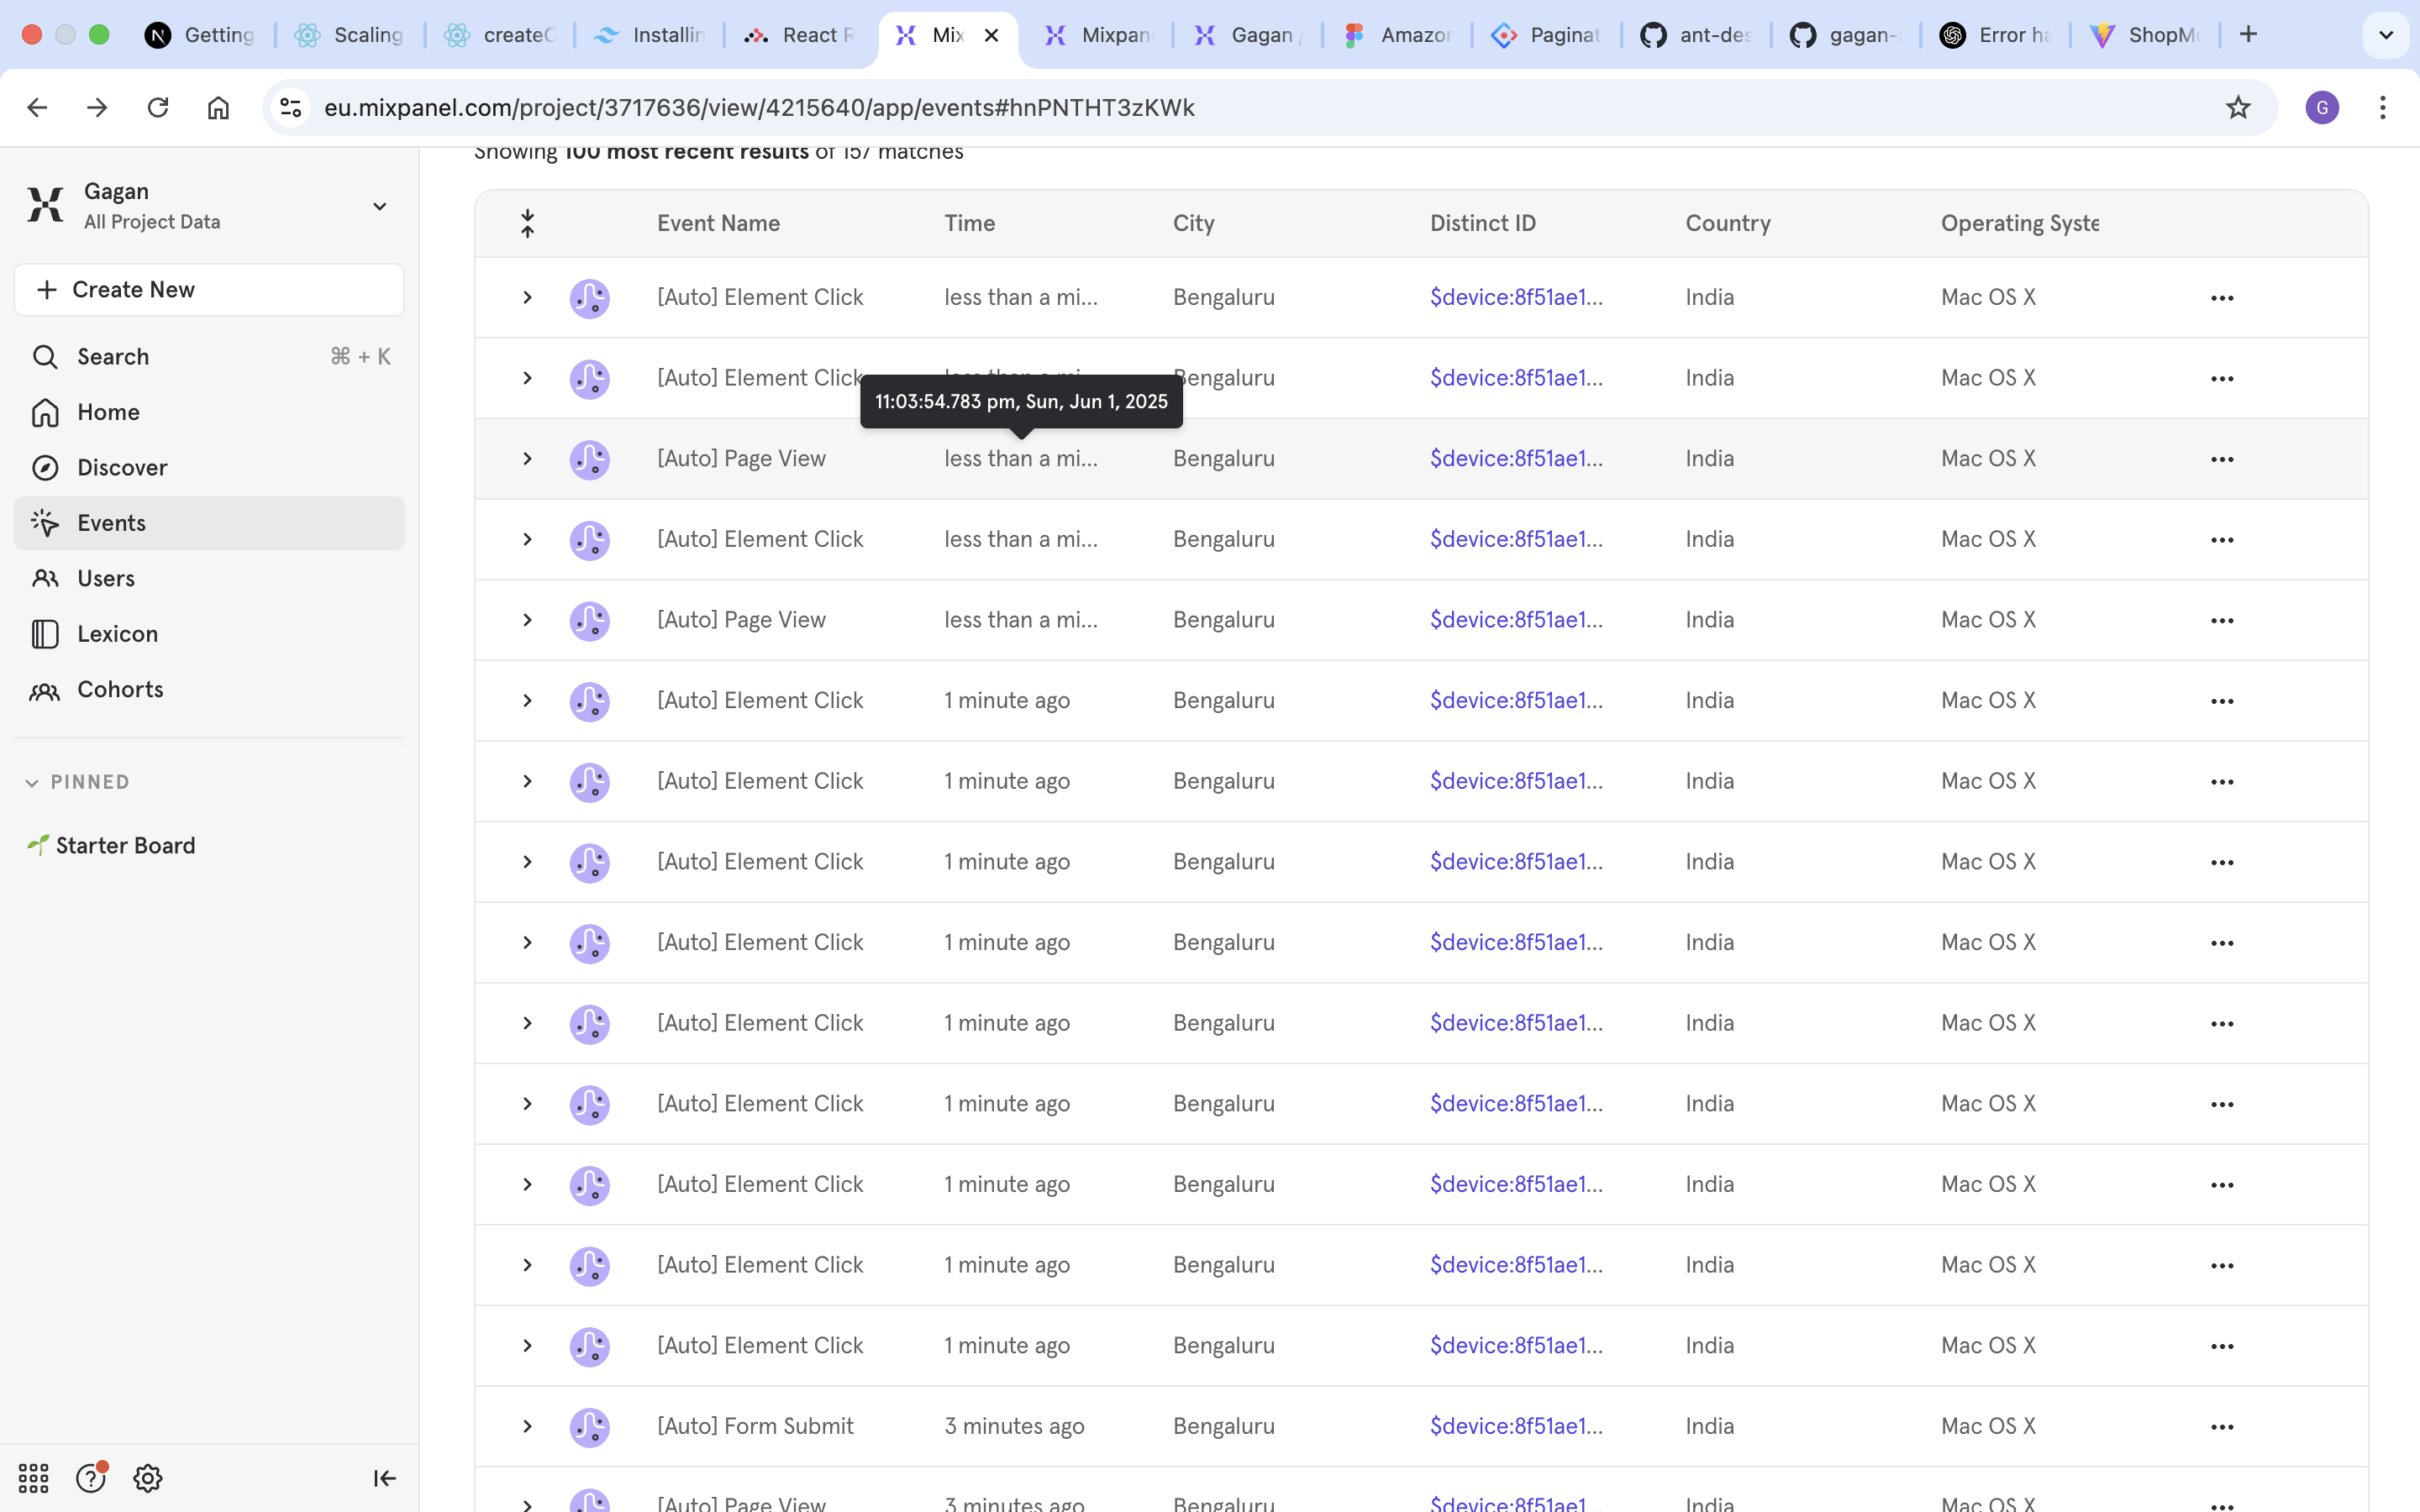 Getting
Scaling
createC
Installin
React R
Mix
Mixpan
Gagan /
Amazor
Paginat
ant-des
gagan-
Error ha
ShopMo
eu.mixpanel.com/project/3717636/view/4215640/app/events#hnPNTHT3zKWk
G
Gagan
All Project Data
Create New
Search ⌘ + K
Home
Discover
Events
Users
Lexicon
Cohorts
PINNED
Starter Board
Showing 100 most recent results of 157 matches
Event Name Time City Distinct ID Country Operating Syste
[Auto] Element Click less than a mi... Bengaluru $device:8f51ae1... India Mac OS X
[Auto] Element Click less than a mi... Bengaluru $device:8f51ae1... India Mac OS X
11:03:54.783 pm, Sun, Jun 1, 2025
[Auto] Page View less than a mi... Bengaluru $device:8f51ae1... India Mac OS X
[Auto] Element Click less than a mi... Bengaluru $device:8f51ae1... India Mac OS X
[Auto] Page View less than a mi... Bengaluru $device:8f51ae1... India Mac OS X
[Auto] Element Click 1 minute ago Bengaluru $device:8f51ae1... India Mac OS X
[Auto] Element Click 1 minute ago Bengaluru $device:8f51ae1... India Mac OS X
[Auto] Element Click 1 minute ago Bengaluru $device:8f51ae1... India Mac OS X
[Auto] Element Click 1 minute ago Bengaluru $device:8f51ae1... India Mac OS X
[Auto] Element Click 1 minute ago Bengaluru $device:8f51ae1... India Mac OS X
[Auto] Element Click 1 minute ago Bengaluru $device:8f51ae1... India Mac OS X
[Auto] Element Click 1 minute ago Bengaluru $device:8f51ae1... India Mac OS X
[Auto] Element Click 1 minute ago Bengaluru $device:8f51ae1... India Mac OS X
[Auto] Element Click 1 minute ago Bengaluru $device:8f51ae1... India Mac OS X
[Auto] Form Submit 3 minutes ago Bengaluru $device:8f51ae1... India Mac OS X
[Auto] Page View 3 minutes ago Bengaluru $device:8f51ae1... India Mac OS X